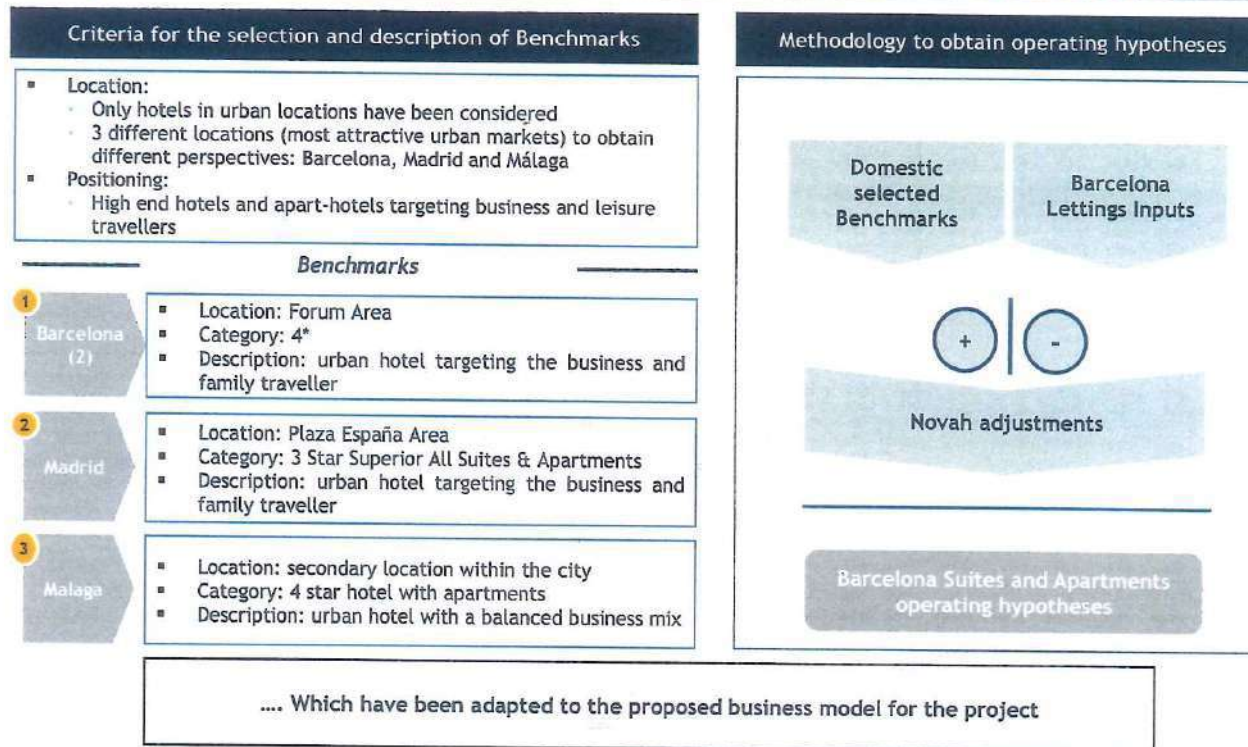 Criteria for the selection and description of Benchmarks
▪ Location:
◦ Only hotels in urban locations have been considered
◦ 3 different locations (most attractive urban markets) to obtain
different perspectives: Barcelona, Madrid and Málaga
▪ Positioning:
◦ High end hotels and apart-hotels targeting business and leisure
travellers
Benchmarks
1
Barcelona
(2)
▪ Location: Forum Area
▪ Category: 4*
▪ Description: urban hotel targeting the business and
family traveller
2
Madrid
▪ Location: Plaza España Area
▪ Category: 3 Star Superior All Suites & Apartments
▪ Description: urban hotel targeting the business and
family traveller
3
Malaga
▪ Location: secondary location within the city
▪ Category: 4 star hotel with apartments
▪ Description: urban hotel with a balanced business mix
Methodology to obtain operating hypotheses
Domestic
selected
Benchmarks
Barcelona
Lettings Inputs
+
-
Novah adjustments
Barcelona Suites and Apartments
operating hypotheses
.... Which have been adapted to the proposed business model for the project